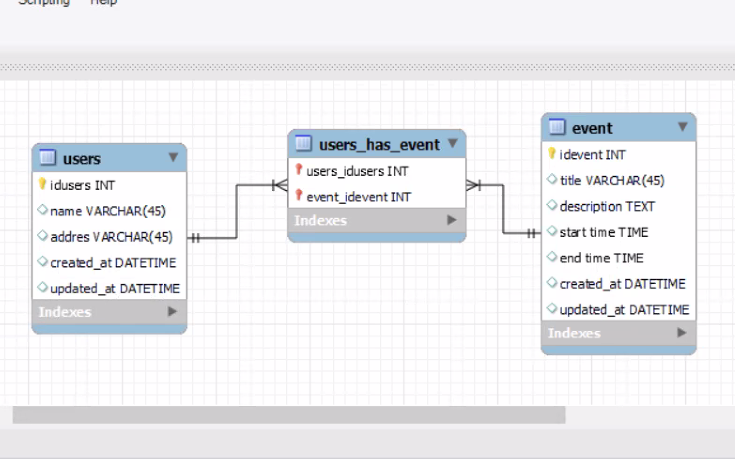 Scripting Help
users
idusers INT
name VARCHAR(45)
addres VARCHAR(45)
created_at DATETIME
updated_at DATETIME
Indexes
users_has_event
users_idusers INT
event_idevent INT
Indexes
event
idevent INT
title VARCHAR(45)
description TEXT
start time TIME
end time TIME
created_at DATETIME
updated_at DATETIME
Indexes